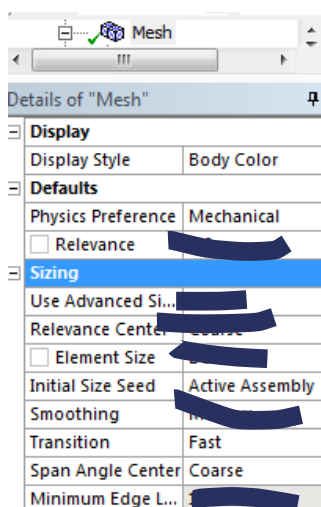 Mesh
Details of "Mesh"
Display
Display Style Body Color
Defaults
Physics Preference Mechanical
Relevance
Sizing
Use Advanced Si...
Relevance Center
Element Size
Initial Size Seed Active Assembly
Smoothing
Transition Fast
Span Angle Center Coarse
Minimum Edge L...